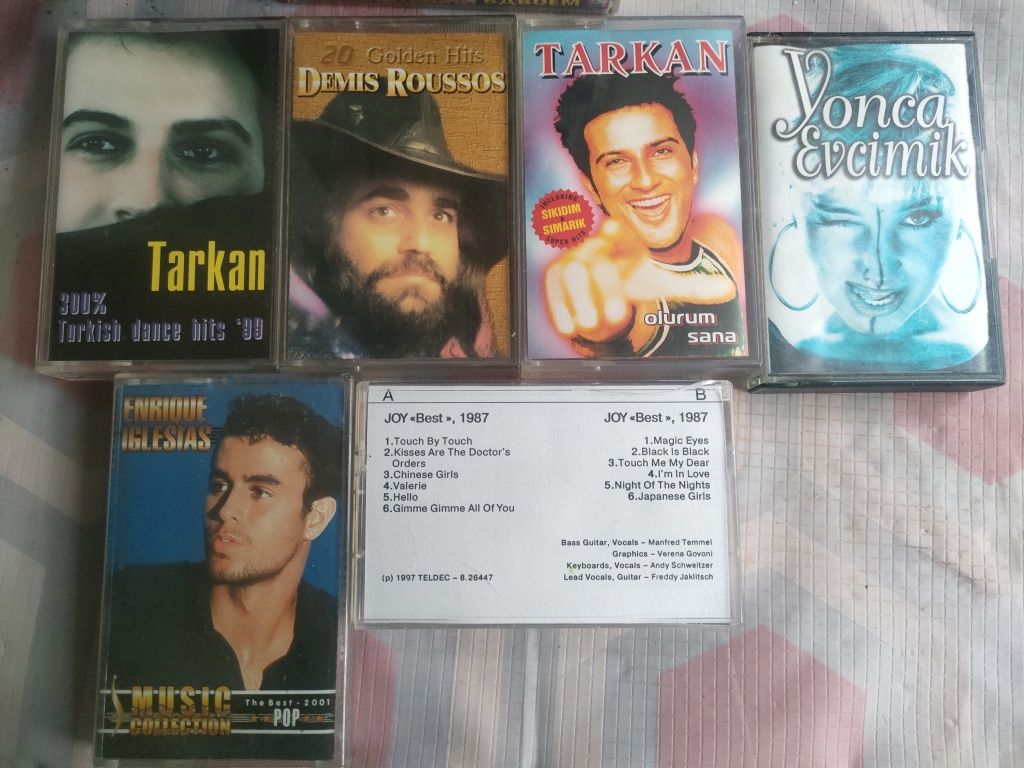 ВДВОЕМ
Tarkan
300%
Turkish dance hits '99
20 Golden Hits
DEMIS ROUSSOS
TARKAN
INCLUDING
SIKIDIM
&
SIMARIK
SUPER HITS
olurum
sana
Yonca
Evcimik
ENRIQUE
IGLESIAS
MUSIC
COLLECTION
The Best - 2001
POP
A
JOY «Best», 1987
1.Touch By Touch
2.Kisses Are The Doctor's
Orders
3.Chinese Girls
4.Valerie
5.Hello
6.Gimme Gimme All Of You
(p) 1997 TELDEC – 8.26447
B
JOY «Best», 1987
1.Magic Eyes
2.Black Is Black
3.Touch Me My Dear
4.I'm In Love
5.Night Of The Nights
6.Japanese Girls
Bass Guitar, Vocals – Manfred Temmel
Graphics – Verena Govoni
Keyboards, Vocals – Andy Schweitzer
Lead Vocals, Guitar – Freddy Jaklitsch